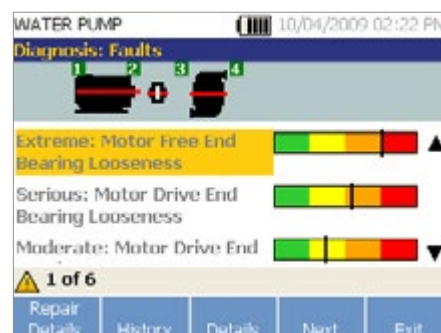 WATER PUMP 10/04/2009 02:22 PM
Diagnosis: Faults
1 2 3 4
Extreme: Motor Free End
Bearing Looseness
Serious: Motor Drive End
Bearing Looseness
Moderate: Motor Drive End
1 of 6
Repair
Details History Details Next Exit